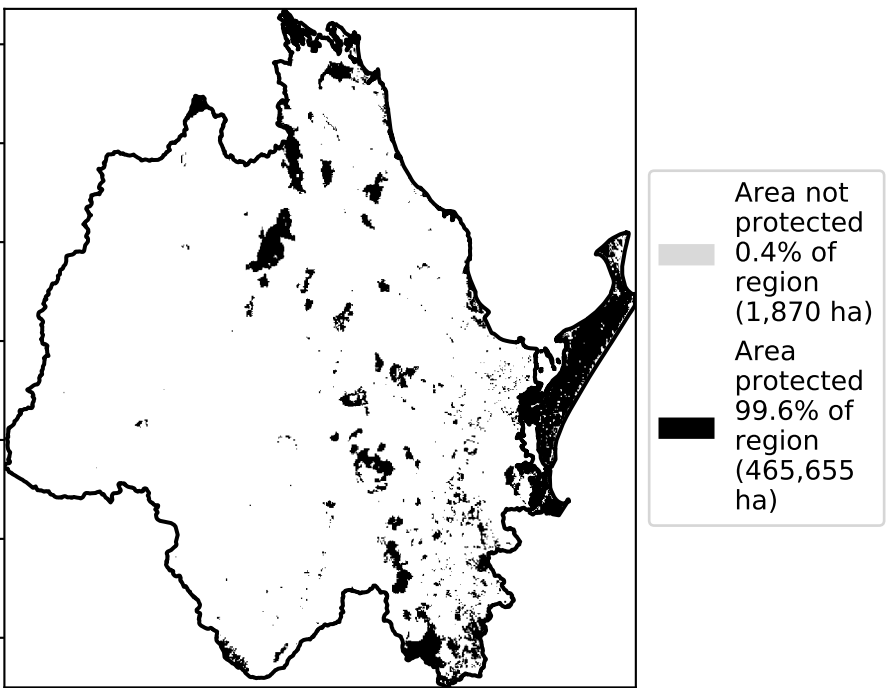 Area not
protected
0.4% of
region
(1,870 ha)
Area
protected
99.6% of
region
(465,655
ha)